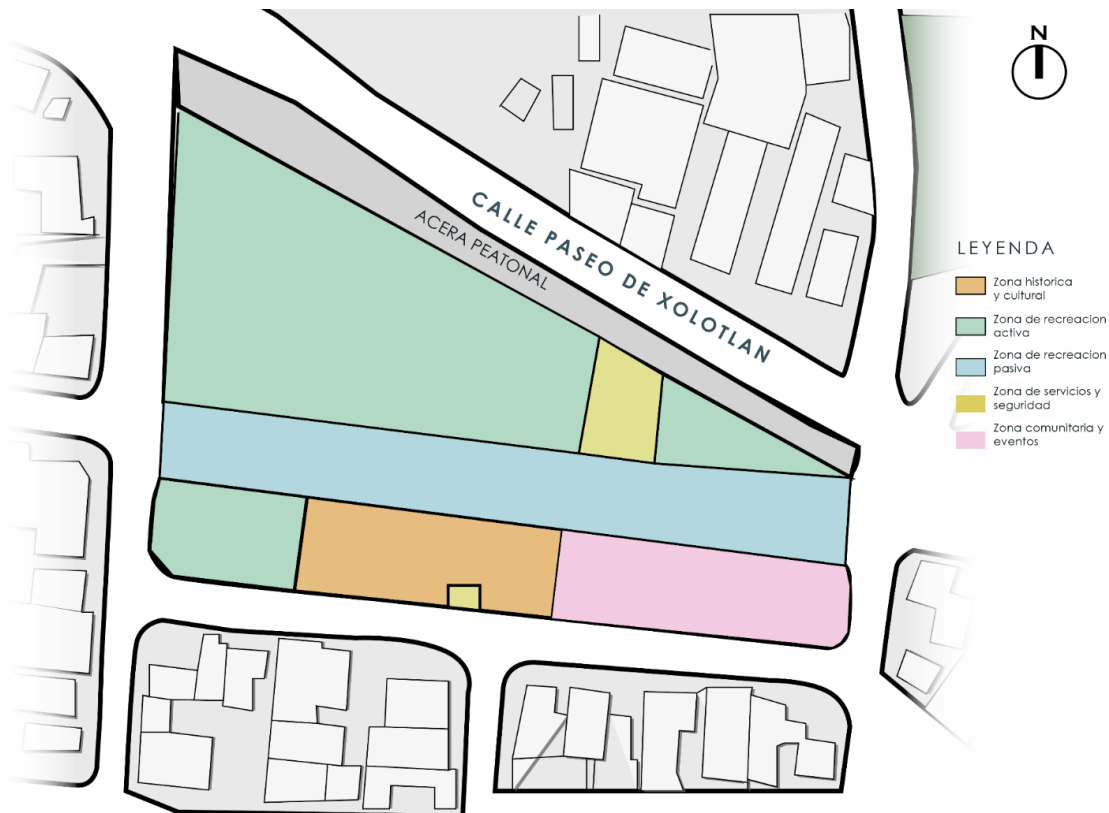 N
CALLE PASEO DE XOLOTLAN
ACERA PEATONAL
LEYENDA
Zona historica
y cultural
Zona de recreacion
activa
Zona de recreacion
pasiva
Zona de servicios y
seguridad
Zona comunitaria y
eventos